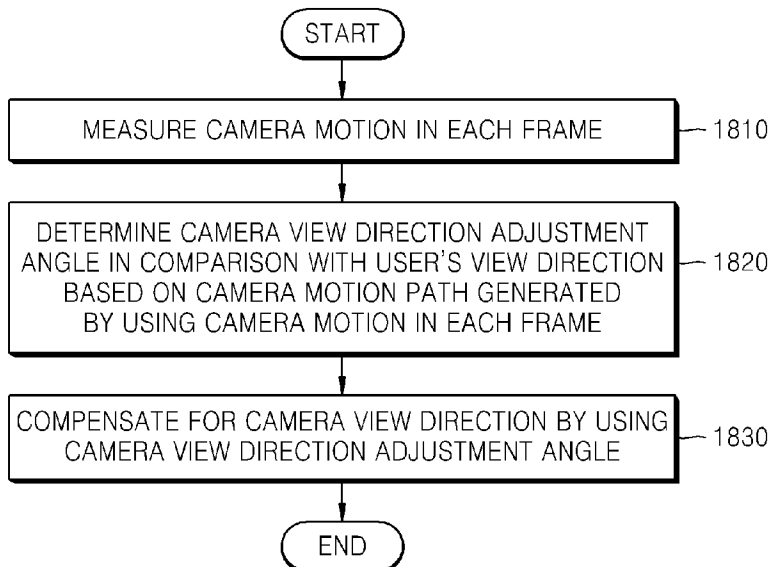 START
MEASURE CAMERA MOTION IN EACH FRAME
1810
DETERMINE CAMERA VIEW DIRECTION ADJUSTMENT
ANGLE IN COMPARISON WITH USER'S VIEW DIRECTION
BASED ON CAMERA MOTION PATH GENERATED
BY USING CAMERA MOTION IN EACH FRAME
1820
COMPENSATE FOR CAMERA VIEW DIRECTION BY USING
CAMERA VIEW DIRECTION ADJUSTMENT ANGLE
1830
END